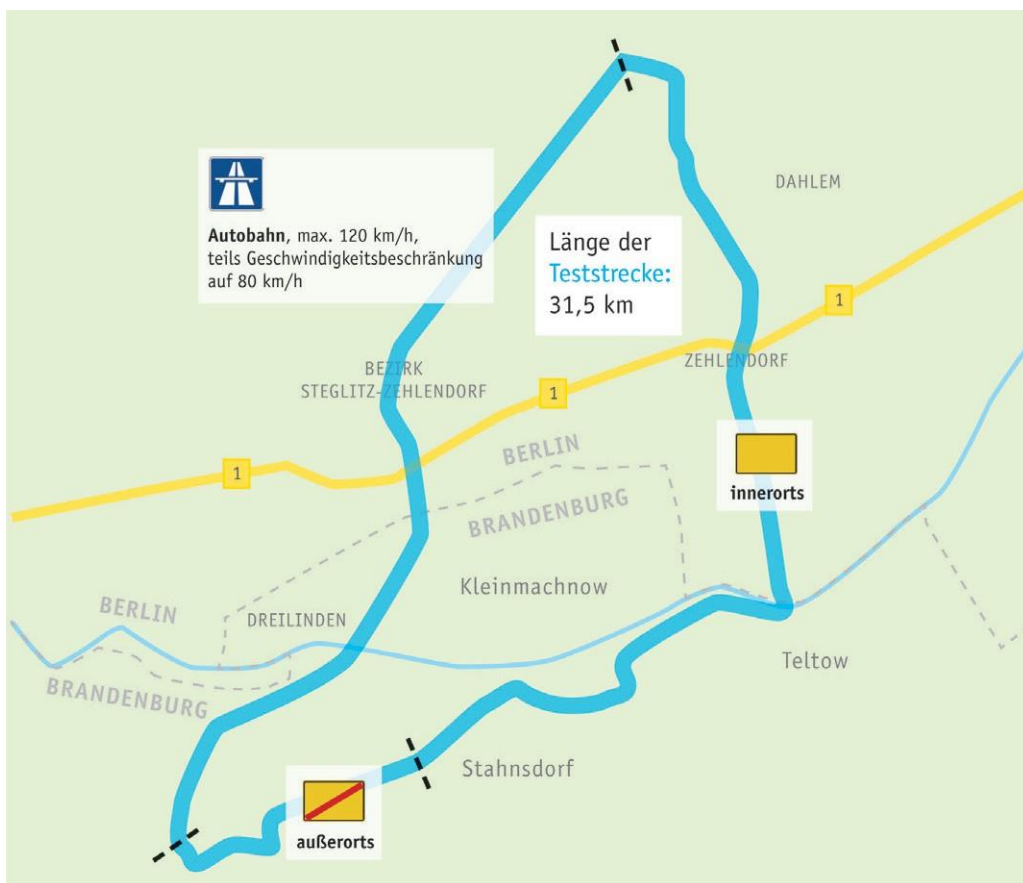 DAHLEM
Autobahn, max. 120 km/h,
teils Geschwindigkeitsbeschränkung
auf 80 km/h
Länge der
Teststrecke:
31,5 km
1
ZEHLENDORF
BEZIRK
STEGLITZ-ZEHLENDORF
1
1
BERLIN
BRANDENBURG
innerorts
Kleinmachnow
BERLIN
DREILINDEN
BRANDENBURG
Teltow
Stahnsdorf
außerorts